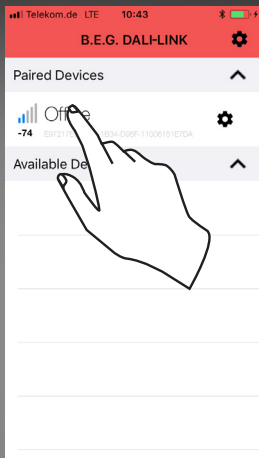 Telekom.de LTE 10:43
B.E.G. DALI-LINK
Paired Devices
Office
-74
Available De